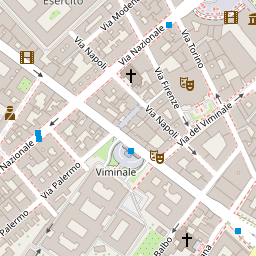 Esercito
Via Modena
Via Napoli
Via Nazionale
Via Torino
Via Firenze
Via Napoli
Via del Viminale
Nazionale
Via Palermo
Viminale
Palermo
Balbo